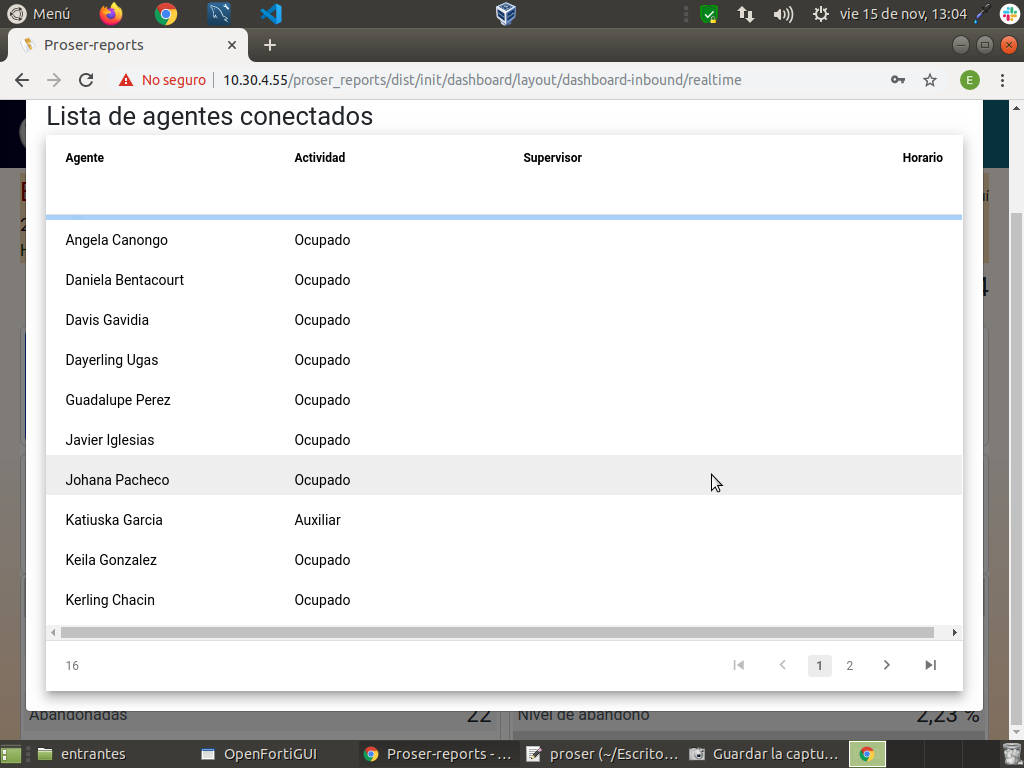 Menú
vie 15 de nov, 13:04
Proser-reports
No seguro
10.30.4.55/proser_reports/dist/init/dashboard/layout/dashboard-inbound/realtime
E
Lista de agentes conectados
Agente Actividad Supervisor Horario
Angela Canongo Ocupado
Daniela Bentacourt Ocupado
Davis Gavidia Ocupado
Dayerling Ugas Ocupado
Guadalupe Perez Ocupado
Javier Iglesias Ocupado
Johana Pacheco Ocupado
Katiuska Garcia Auxiliar
Keila Gonzalez Ocupado
Kerling Chacin Ocupado
16 1 2
Abandonadas 22 Nivel de abandono 2,23 %
entrantes OpenFortiGUI Proser-reports -... proser (~/Escrito... Guardar la captu...